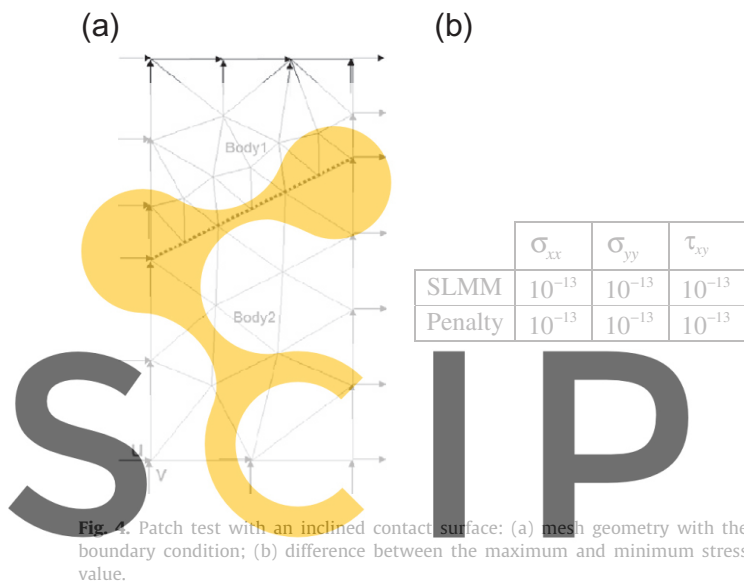 (a)
(b)
Body1
Body2
U
V
σxx σyy τxy
SLMM 10⁻¹³ 10⁻¹³ 10⁻¹³
Penalty 10⁻¹³ 10⁻¹³ 10⁻¹³
SCIP
Fig. 4. Patch test with an inclined contact surface: (a) mesh geometry with the
boundary condition; (b) difference between the maximum and minimum stress
value.